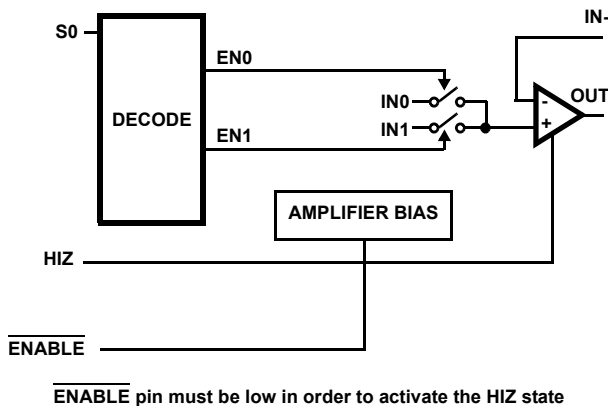 IN-
S0
EN0
IN0
OUT
DECODE
IN1
EN1
-
+
AMPLIFIER BIAS
HIZ
ENABLE
ENABLE pin must be low in order to activate the HIZ state